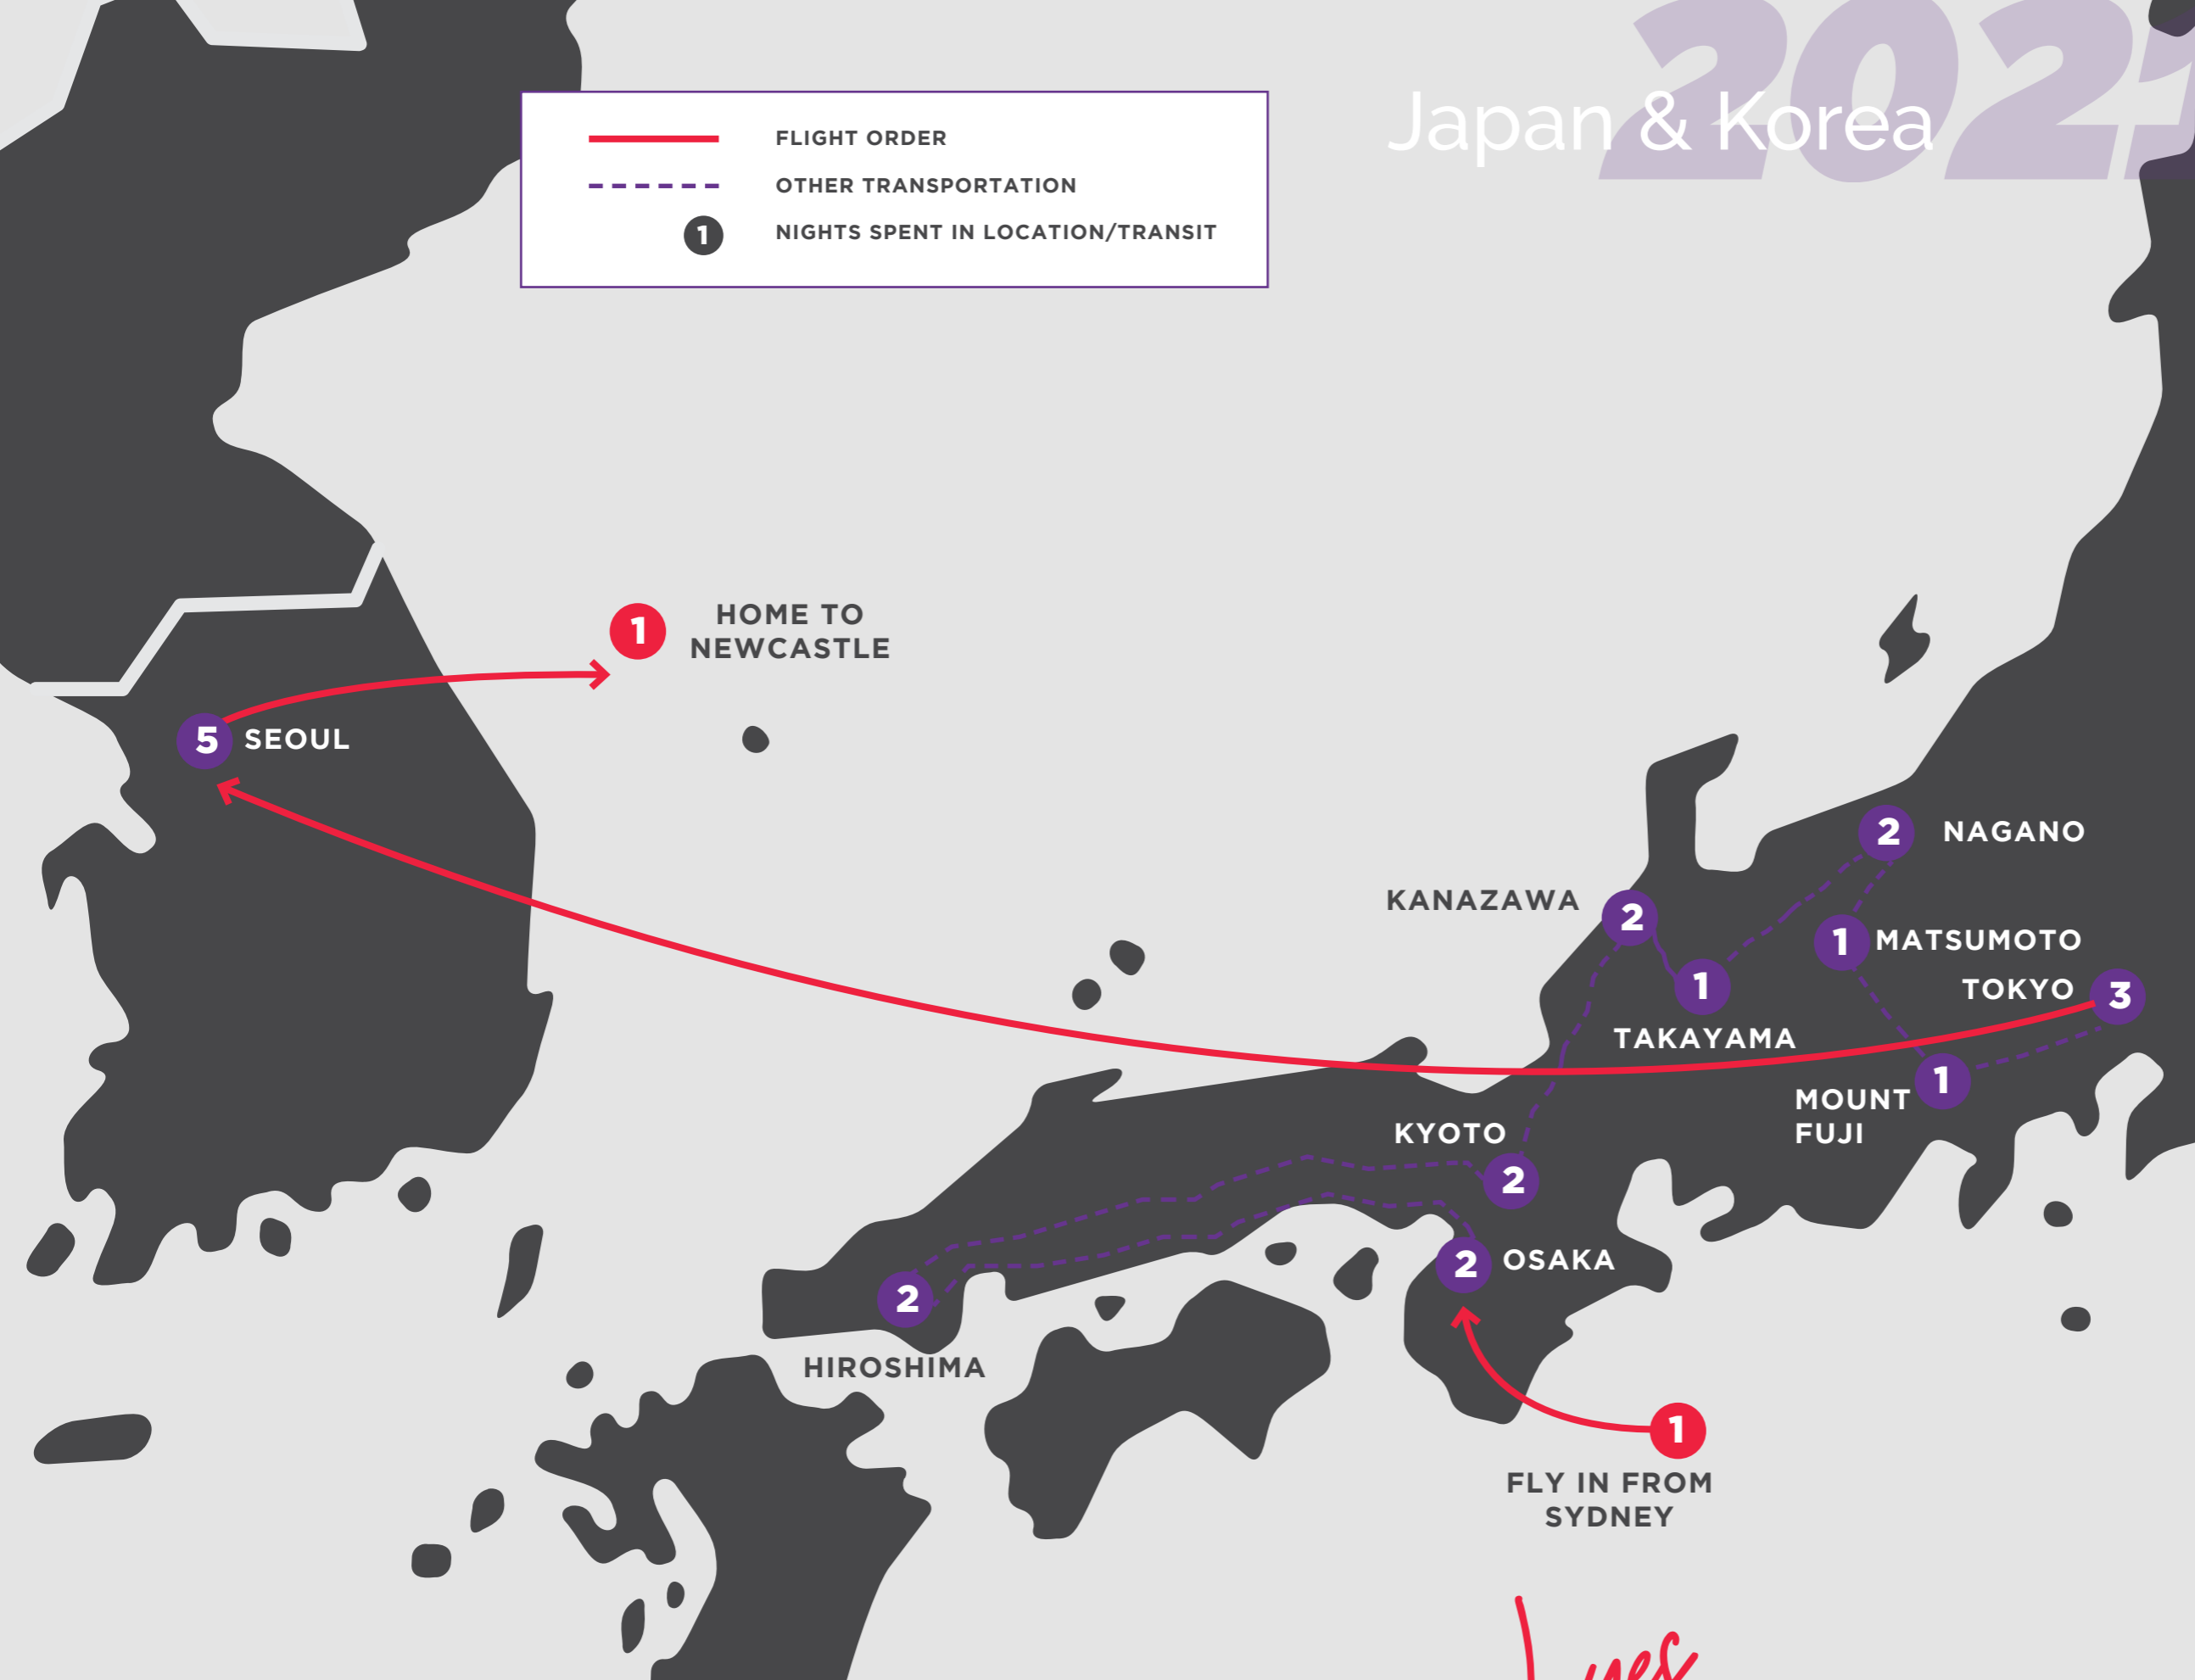 2021
Japan & Korea
FLIGHT ORDER
OTHER TRANSPORTATION
1
NIGHTS SPENT IN LOCATION/TRANSIT
1
HOME TO
NEWCASTLE
5
SEOUL
2
NAGANO
KANAZAWA
2
1
MATSUMOTO
TOKYO
3
1
TAKAYAMA
1
MOUNT
FUJI
KYOTO
2
2
OSAKA
2
HIROSHIMA
1
FLY IN FROM
SYDNEY